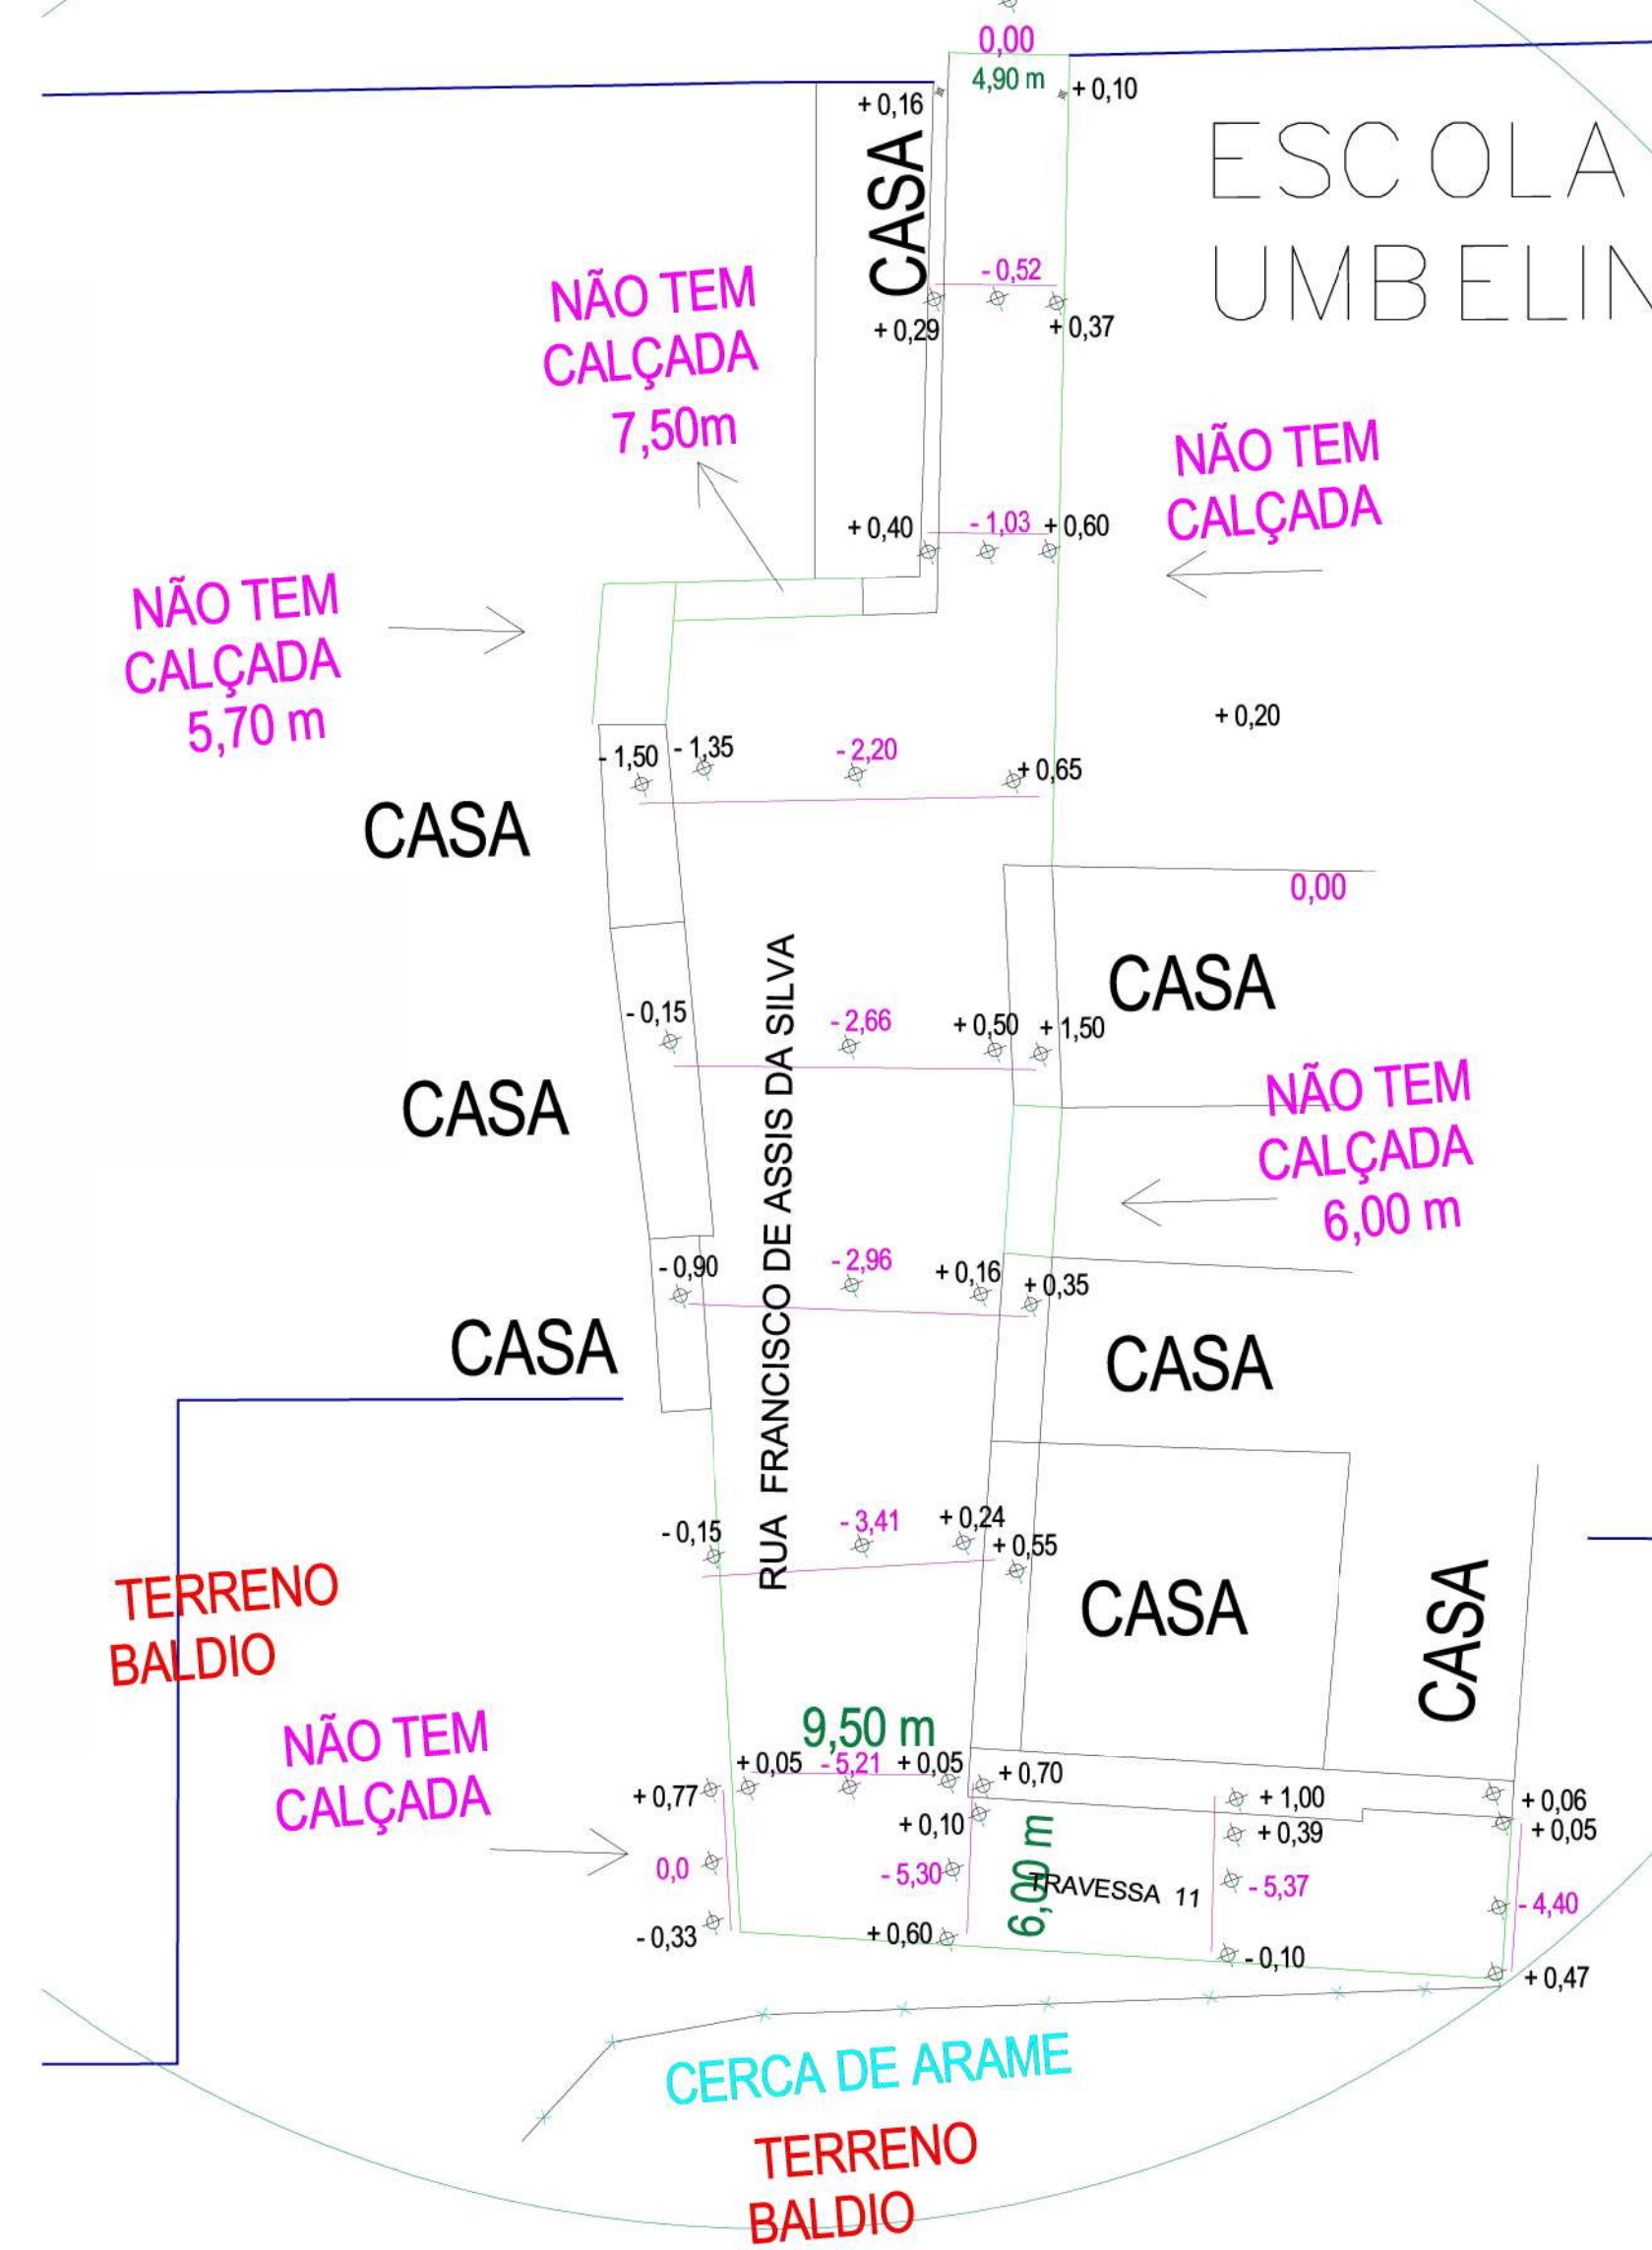 0,00
4,90 m
+ 0,16
+ 0,10
CASA
ESCOLA
UMBELIN
- 0,52
+ 0,29
+ 0,37
NÃO TEM
CALÇADA
7,50m
NÃO TEM
CALÇADA
+ 0,40
- 1,03
+ 0,60
NÃO TEM
CALÇADA
5,70 m
+ 0,20
- 1,50
- 1,35
- 2,20
+ 0,65
CASA
0,00
CASA
- 0,15
- 2,66
+ 0,50
+ 1,50
RUA FRANCISCO DE ASSIS DA SILVA
CASA
NÃO TEM
CALÇADA
6,00 m
- 0,90
- 2,96
+ 0,16
+ 0,35
CASA
CASA
- 0,15
- 3,41
+ 0,24
+ 0,55
TERRENO
BALDIO
CASA
CASA
NÃO TEM
CALÇADA
9,50 m
+ 0,05
- 5,21
+ 0,05
+ 0,77
+ 0,70
+ 1,00
+ 0,06
+ 0,10
+ 0,39
+ 0,05
0,0
- 5,30
6,00 m
TRAVESSA 11
- 5,37
- 4,40
- 0,33
+ 0,60
- 0,10
+ 0,47
CERCA DE ARAME
TERRENO
BALDIO